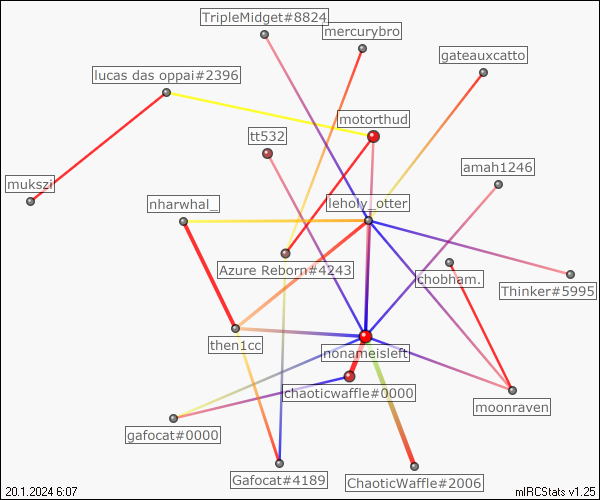 TripleMidget#8824
mercurybro
gateauxcatto
lucas das oppai#2396
motorthud
tt532
amah1246
mukszi
nharwhal_
leholy_otter
Azure Reborn#4243
chobham.
Thinker#5995
then1cc
nonameisleft
chaoticwaffle#0000
moonraven
gafocat#0000
Gafocat#4189
ChaoticWaffle#2006
20.1.2024 6:07
mIRCStats v1.25